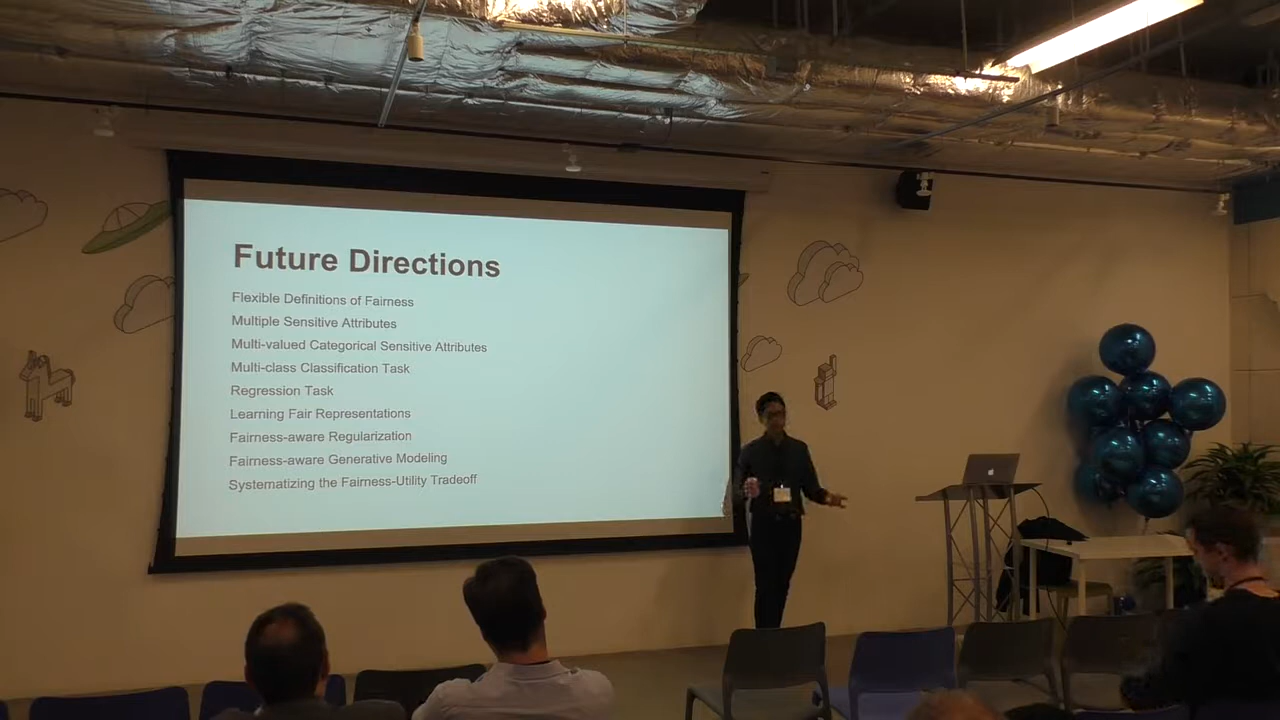 Future Directions
Flexible Definitions of Fairness
Multiple Sensitive Attributes
Multi-valued Categorical Sensitive Attributes
Multi-class Classification Task
Regression Task
Learning Fair Representations
Fairness-aware Regularization
Fairness-aware Generative Modeling
Systematizing the Fairness-Utility Tradeoff